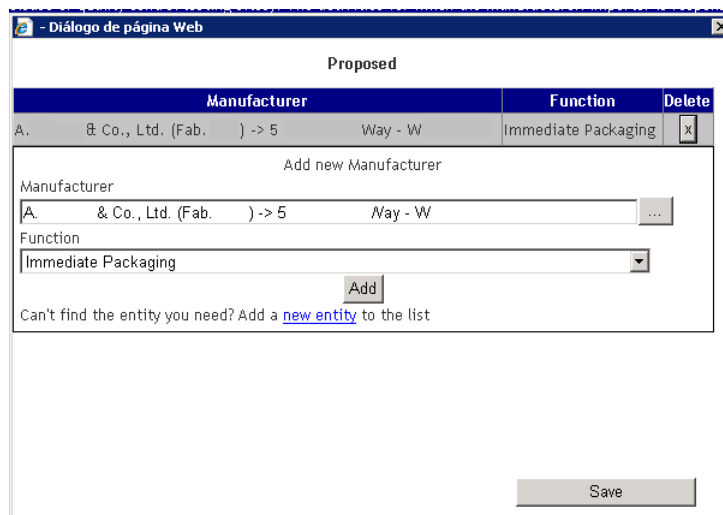 - Diálogo de página Web
Proposed
Manufacturer Function Delete
A. & Co., Ltd. (Fab. ) -> 5 Way - W Immediate Packaging x
Add new Manufacturer
Manufacturer
A. & Co., Ltd. (Fab. ) -> 5 Way - W ...
Function
Immediate Packaging
Add
Can't find the entity you need? Add a new entity to the list
Save